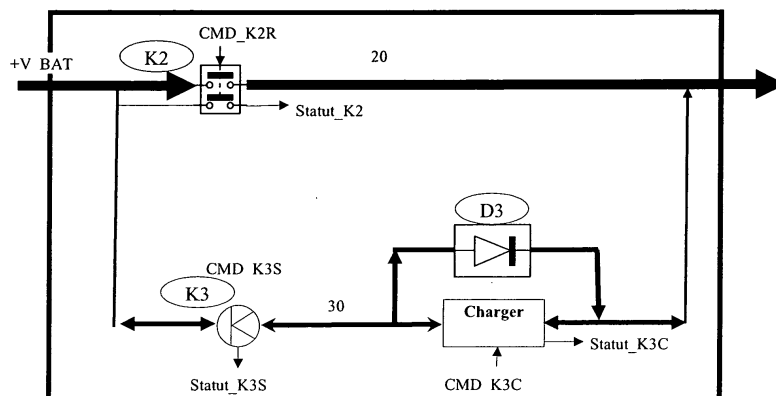 CMD_K2R
+V BAT
K2
20
Statut_K2
D3
CMD K3S
K3
30
Charger
Statut_K3C
Statut_K3S
CMD K3C